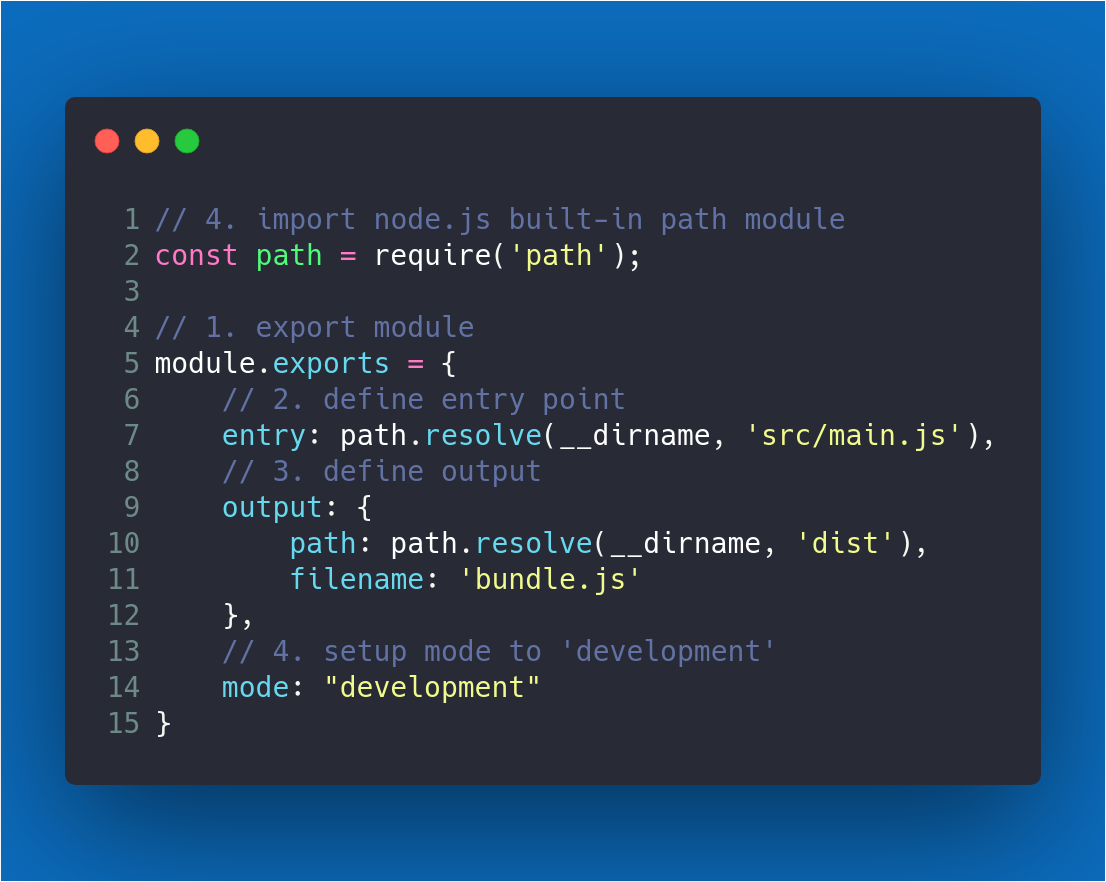 1 // 4. import node.js built-in path module
2 const path = require('path');
3
4 // 1. export module
5 module.exports = {
6     // 2. define entry point
7     entry: path.resolve(__dirname, 'src/main.js'),
8     // 3. define output
9     output: {
10         path: path.resolve(__dirname, 'dist'),
11         filename: 'bundle.js'
12     },
13     // 4. setup mode to 'development'
14     mode: "development"
15 }